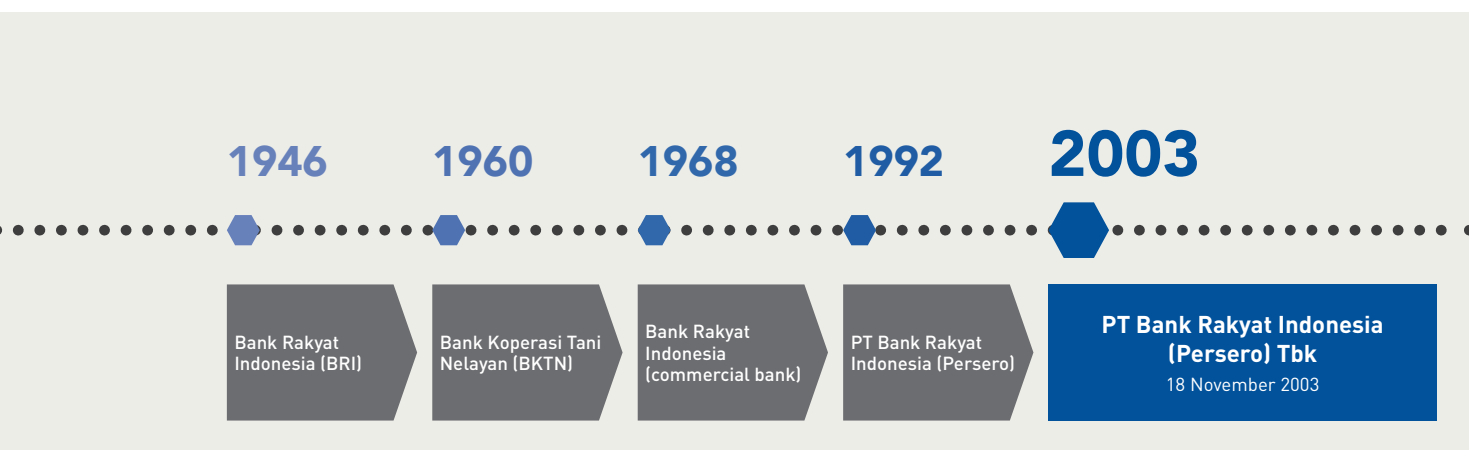 1946
1960
1968
1992
2003
Bank Rakyat
Indonesia (BRI)
Bank Koperasi Tani
Nelayan (BKTN)
Bank Rakyat
Indonesia
(commercial bank)
PT Bank Rakyat
Indonesia (Persero)
PT Bank Rakyat Indonesia
(Persero) Tbk
18 November 2003